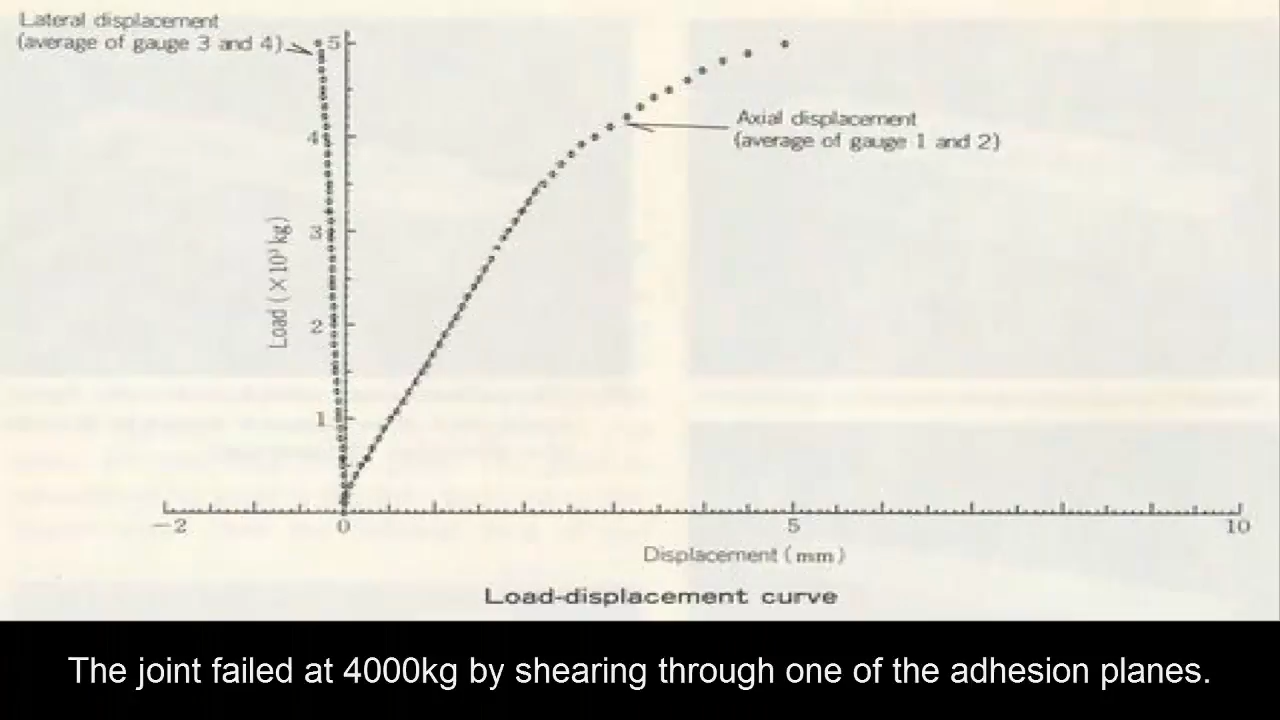 Lateral displacement
(average of gauge 3 and 4)
5
Axial displacement
(average of gauge 1 and 2)
4
3
Load (×10³ kg)
2
1
−2 0 5 10
Displacement (mm)
Load-displacement curve
The joint failed at 4000kg by shearing through one of the adhesion planes.